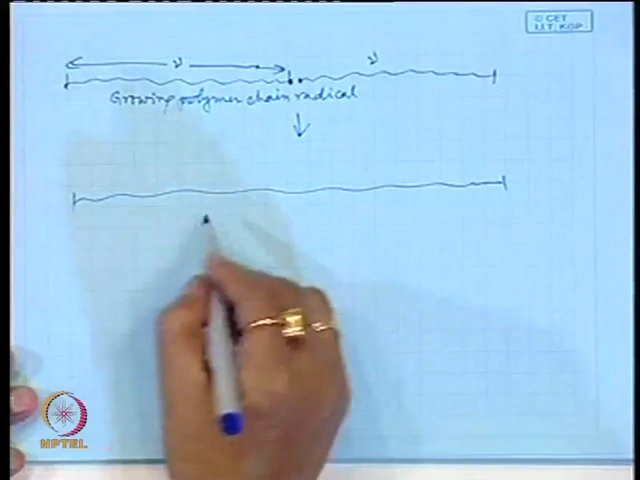 © CET
I.I.T. KGP
ν ν
Growing polymer chain radical
NPTEL